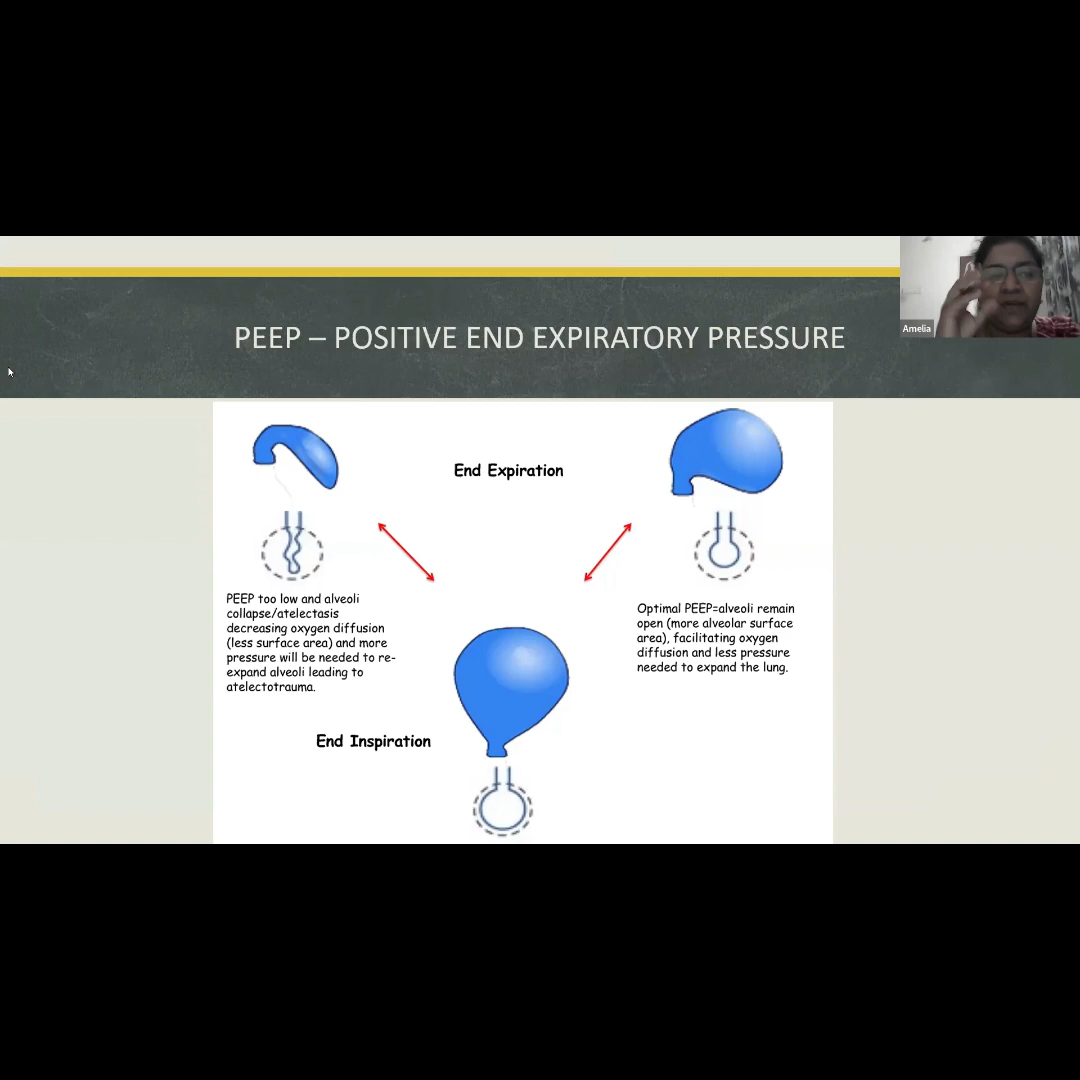 PEEP – POSITIVE END EXPIRATORY PRESSURE
Amelia
End Expiration
PEEP too low and alveoli
collapse/atelectasis
decreasing oxygen diffusion
(less surface area) and more
pressure will be needed to re-
expand alveoli leading to
atelectotrauma.
Optimal PEEP=alveoli remain
open (more alveolar surface
area), facilitating oxygen
diffusion and less pressure
needed to expand the lung.
End Inspiration